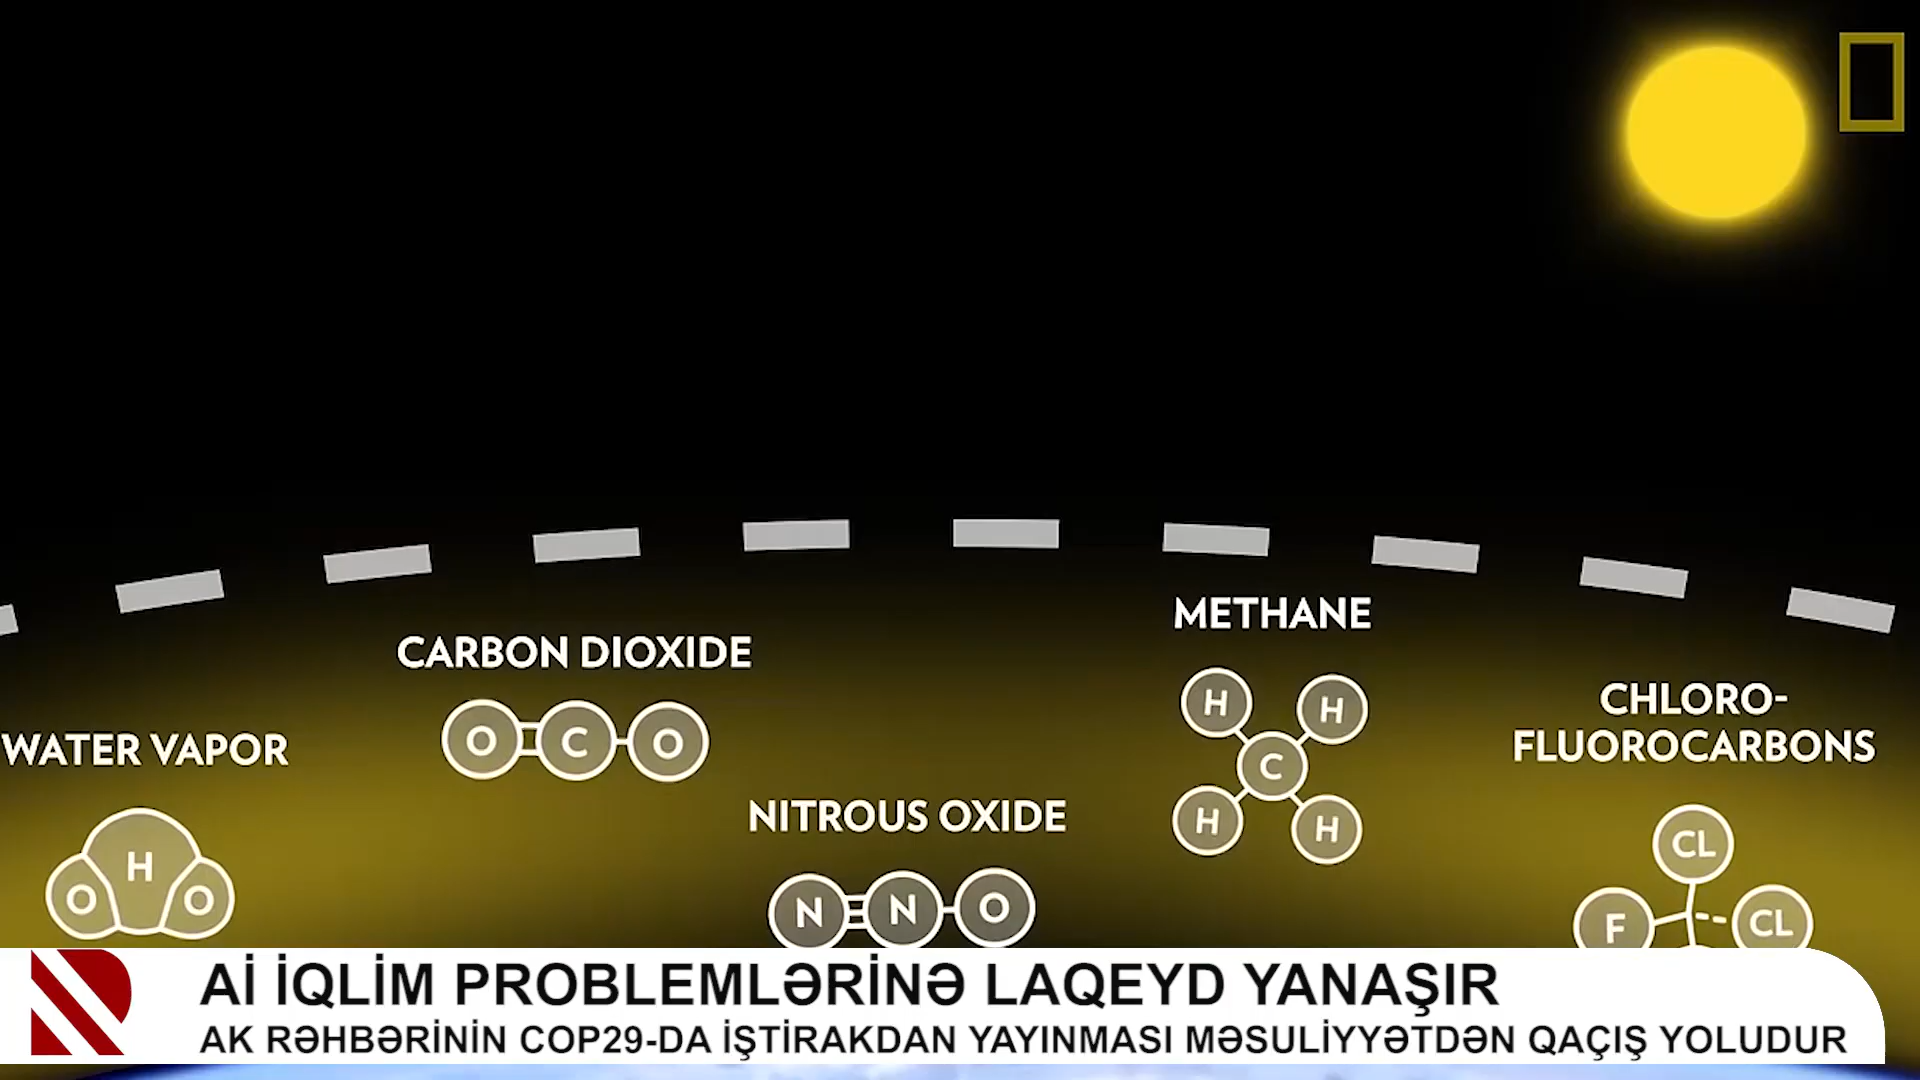 METHANE
CARBON DIOXIDE
H H
C
H H
CHLORO-
FLUOROCARBONS
O C O
WATER VAPOR
NITROUS OXIDE
CL
H
O O
N N O
F CL
Aİ İQLİM PROBLEMLƏRİNƏ LAQEYD YANAŞIR
AK RƏHBƏRİNİN COP29-DA İŞTİRAKDAN YAYINMASI MƏSULİYYƏTDƏN QAÇIŞ YOLUDUR